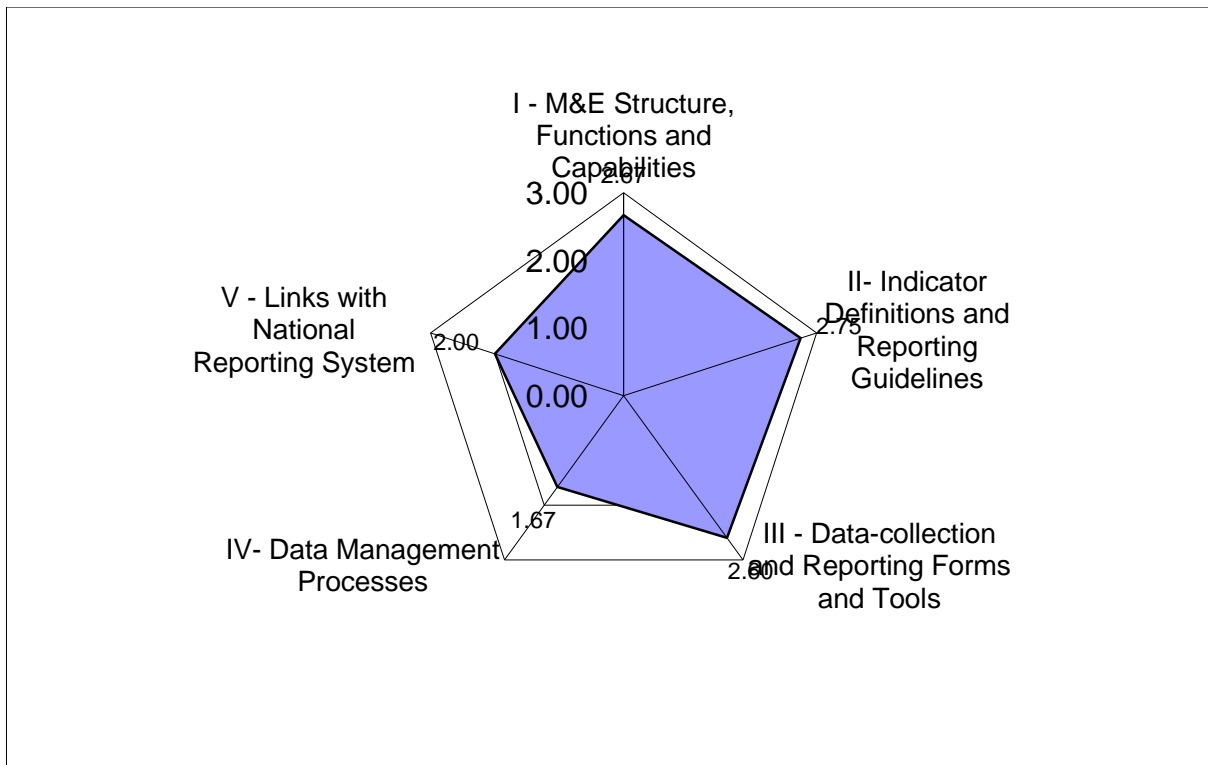 I - M&E Structure,
Functions and
Capabilities
2.67
3.00
2.00
1.00
0.00
II- Indicator
Definitions and
Reporting
Guidelines
2.75
III - Data-collection
and Reporting Forms
and Tools
2.60
IV- Data Management
Processes
1.67
V - Links with
National
Reporting System
2.00